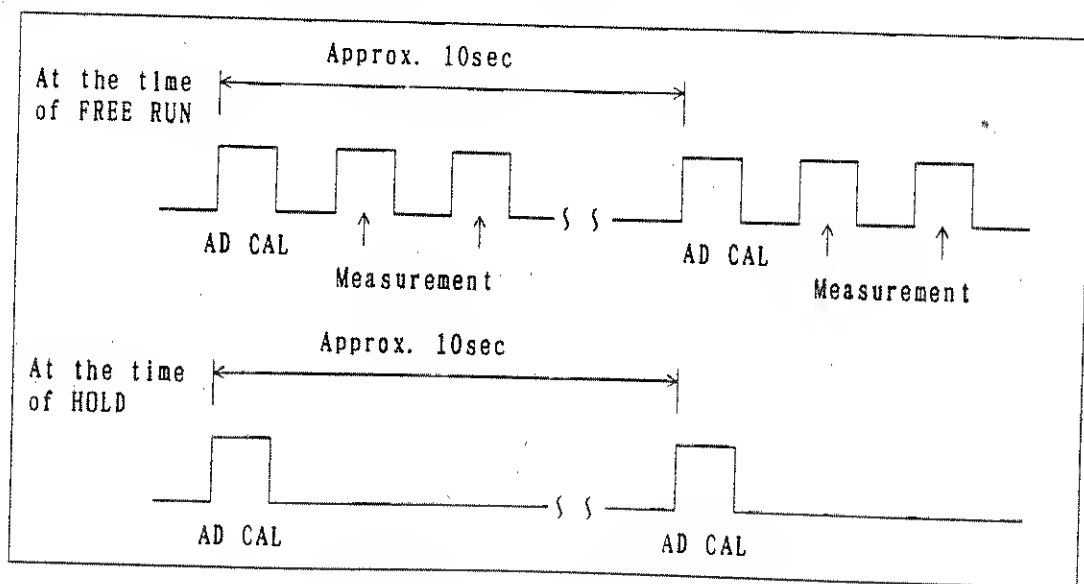 Approx. 10sec
At the time
of FREE RUN
AD CAL
AD CAL
Measurement
Measurement
Approx. 10sec
At the time
of HOLD
AD CAL
AD CAL